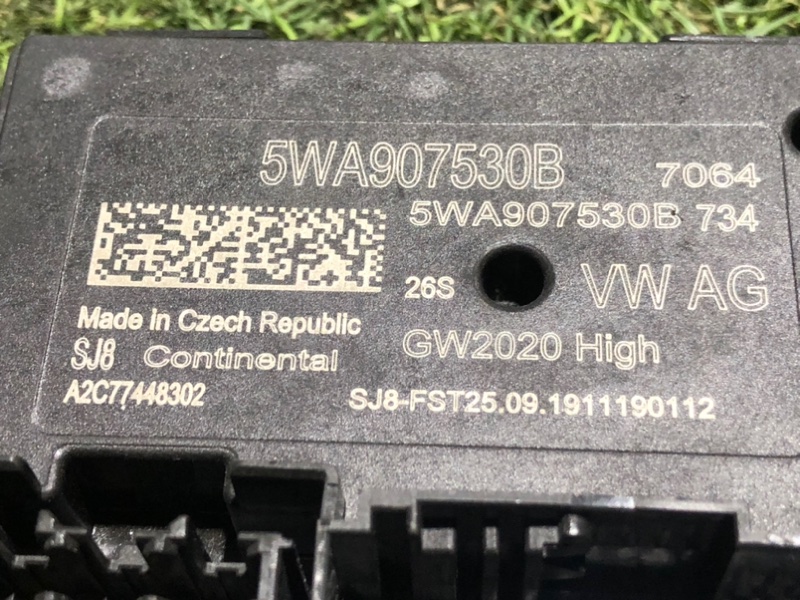 5WA907530B 7064
5WA907530B 734
26S VW AG
Made in Czech Republic
SJ8 Continental GW2020 High
A2C77448302 SJ8-FST25.09.1911190112